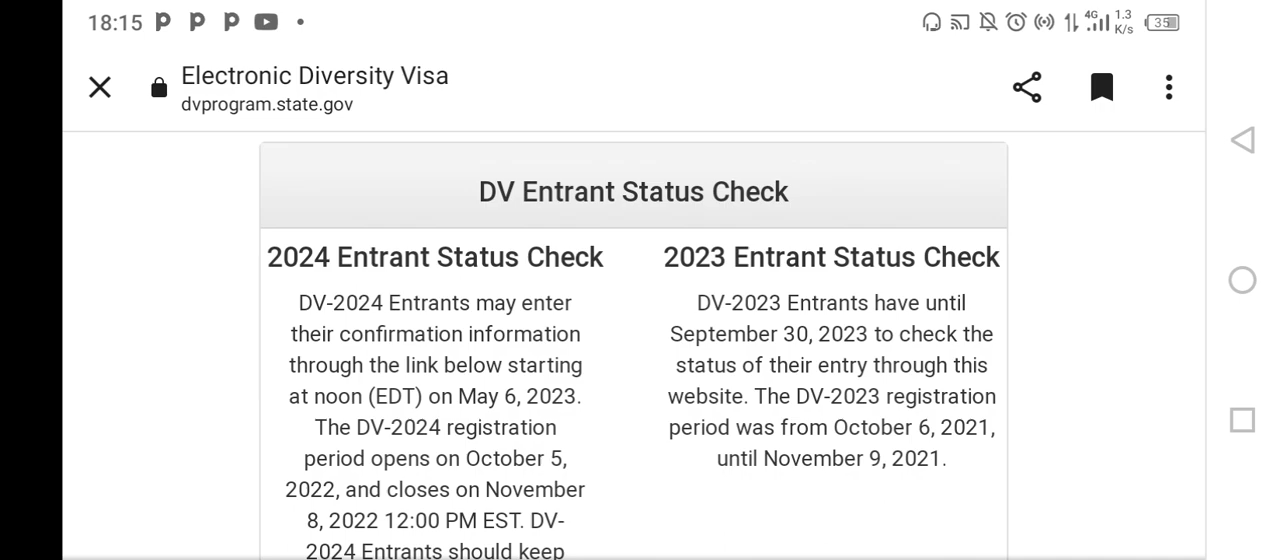 18:15
4G 1.3 K/s 35
Electronic Diversity Visa
dvprogram.state.gov
DV Entrant Status Check
2024 Entrant Status Check
DV-2024 Entrants may enter
their confirmation information
through the link below starting
at noon (EDT) on May 6, 2023.
The DV-2024 registration
period opens on October 5,
2022, and closes on November
8, 2022 12:00 PM EST. DV-
2024 Entrants should keep
2023 Entrant Status Check
DV-2023 Entrants have until
September 30, 2023 to check the
status of their entry through this
website. The DV-2023 registration
period was from October 6, 2021,
until November 9, 2021.